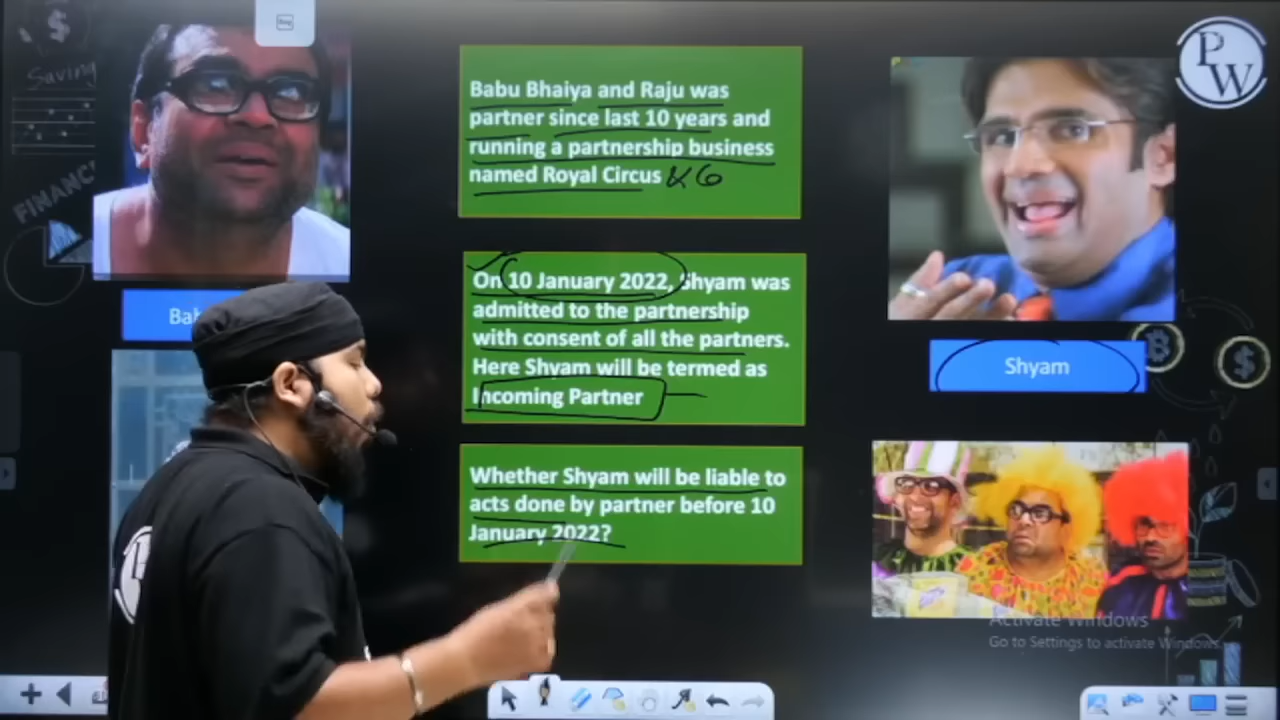 Saving
FINANC
Babu Bhaiya and Raju was
partner since last 10 years and
running a partnership business
named Royal Circus
PW
On 10 January 2022, Shyam was
admitted to the partnership
with consent of all the partners.
Here Shyam will be termed as
Incoming Partner
Bab
Shyam
Whether Shyam will be liable to
acts done by partner before 10
January 2022?
Activate Windows
Go to Settings to activate Windows.